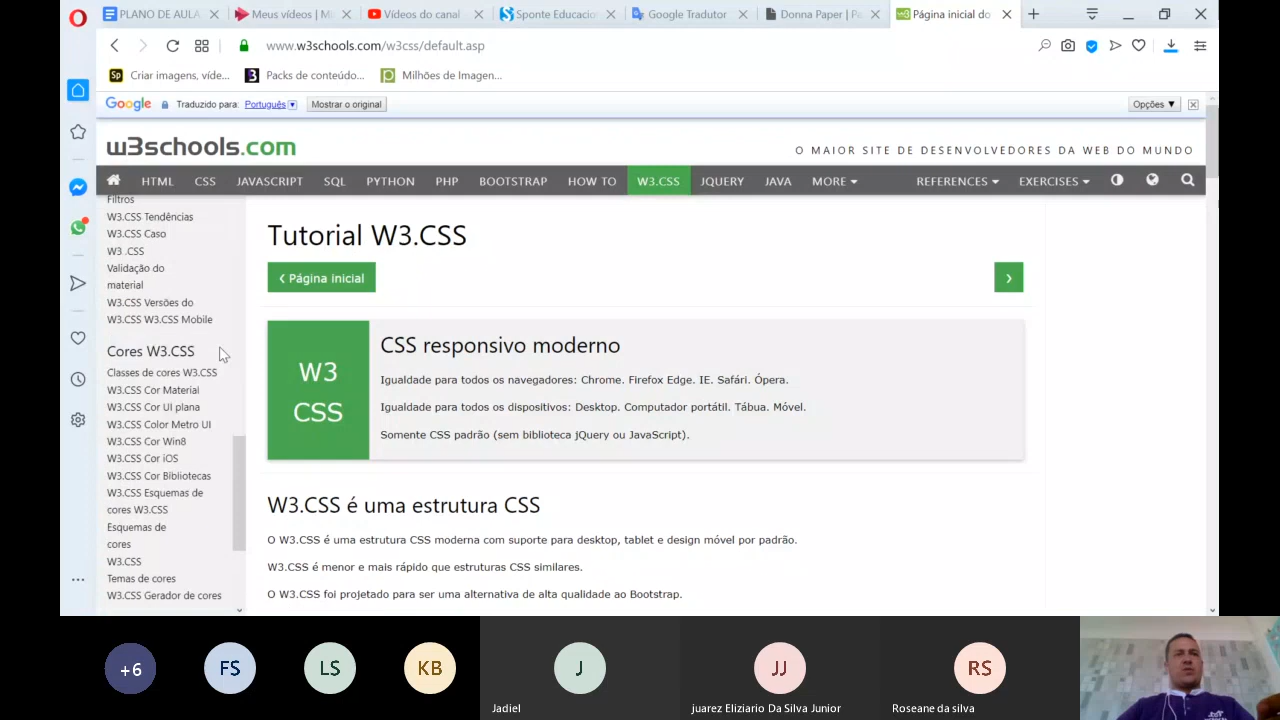 PLANO DE AULA
Meus vídeos | Mi
Vídeos do canal
Sponte Educacio
Google Tradutor
Donna Paper | Pa
Página inicial do
www.w3schools.com/w3css/default.asp
Sp Criar imagens, víde...
Packs de conteúdo...
Milhões de Imagen...
Google Traduzido para: Português Mostrar o original
Opções ▼
w3schools.com
O MAIOR SITE DE DESENVOLVEDORES DA WEB DO MUNDO
HTML CSS JAVASCRIPT SQL PYTHON PHP BOOTSTRAP HOW TO W3.CSS JQUERY JAVA MORE REFERENCES EXERCISES
Filtros
W3.CSS Tendências
W3.CSS Caso
W3 .CSS
Validação do
material
W3.CSS Versões do
W3.CSS W3.CSS Mobile
Cores W3.CSS
Classes de cores W3.CSS
W3.CSS Cor Material
W3.CSS Cor UI plana
W3.CSS Color Metro UI
W3.CSS Cor Win8
W3.CSS Cor iOS
W3.CSS Cor Bibliotecas
W3.CSS Esquemas de
cores W3.CSS
Esquemas de
cores
W3.CSS
Temas de cores
W3.CSS Gerador de cores
Tutorial W3.CSS
❮ Página inicial
❯
W3
CSS
CSS responsivo moderno
Igualdade para todos os navegadores: Chrome. Firefox Edge. IE. Safári. Ópera.
Igualdade para todos os dispositivos: Desktop. Computador portátil. Tábua. Móvel.
Somente CSS padrão (sem biblioteca jQuery ou JavaScript).
W3.CSS é uma estrutura CSS
O W3.CSS é uma estrutura CSS moderna com suporte para desktop, tablet e design móvel por padrão.
W3.CSS é menor e mais rápido que estruturas CSS similares.
O W3.CSS foi projetado para ser uma alternativa de alta qualidade ao Bootstrap.
+6
FS
LS
KB
J
JJ
RS
Jadiel
juarez Eliziario Da Silva Junior
Roseane da silva